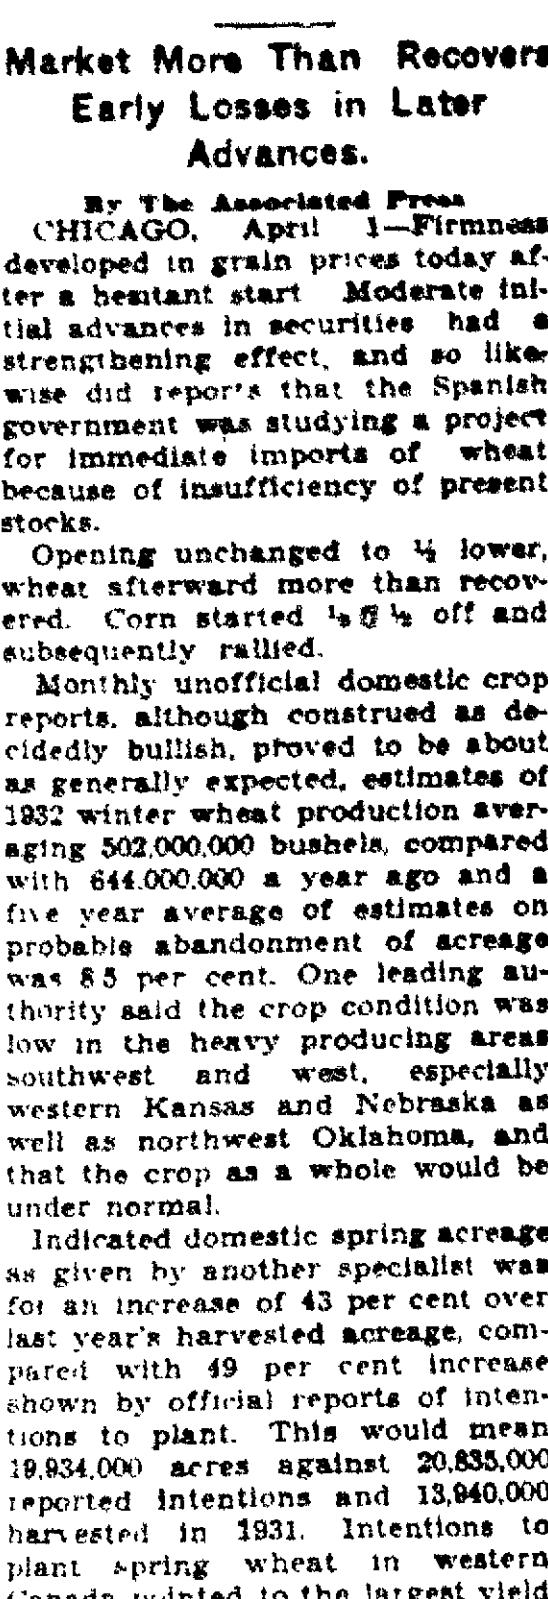 Market More Than Recovers
Early Losses in Later
Advances.
By The Associated Press
CHICAGO, April 1—Firmness
developed in grain prices today af-
ter a hesitant start Moderate ini-
tial advances in securities had a
strengthening effect, and so like-
wise did reports that the Spanish
government was studying a project
for immediate imports of wheat
because of insufficiency of present
stocks.
Opening unchanged to ½ lower,
wheat afterward more than recov-
ered. Corn started ⅛@½ off and
subsequently rallied.
Monthly unofficial domestic crop
reports, although construed as de-
cidedly bullish, proved to be about
as generally expected, estimates of
1932 winter wheat production aver-
aging 502,000,000 bushels, compared
with 644,000,000 a year ago and a
five year average of estimates on
probable abandonment of acreage
was 8 5 per cent. One leading au-
thority said the crop condition was
low in the heavy producing areas
southwest and west, especially
western Kansas and Nebraska as
well as northwest Oklahoma, and
that the crop as a whole would be
under normal.
Indicated domestic spring acreage
as given by another specialist was
for an increase of 43 per cent over
last year's harvested acreage, com-
pared with 49 per cent increase
shown by official reports of inten-
tions to plant. This would mean
19,934,000 acres against 20,835,000
reported intentions and 13,940,000
harvested in 1931. Intentions to
plant spring wheat in western
Canada pointed to the largest yield